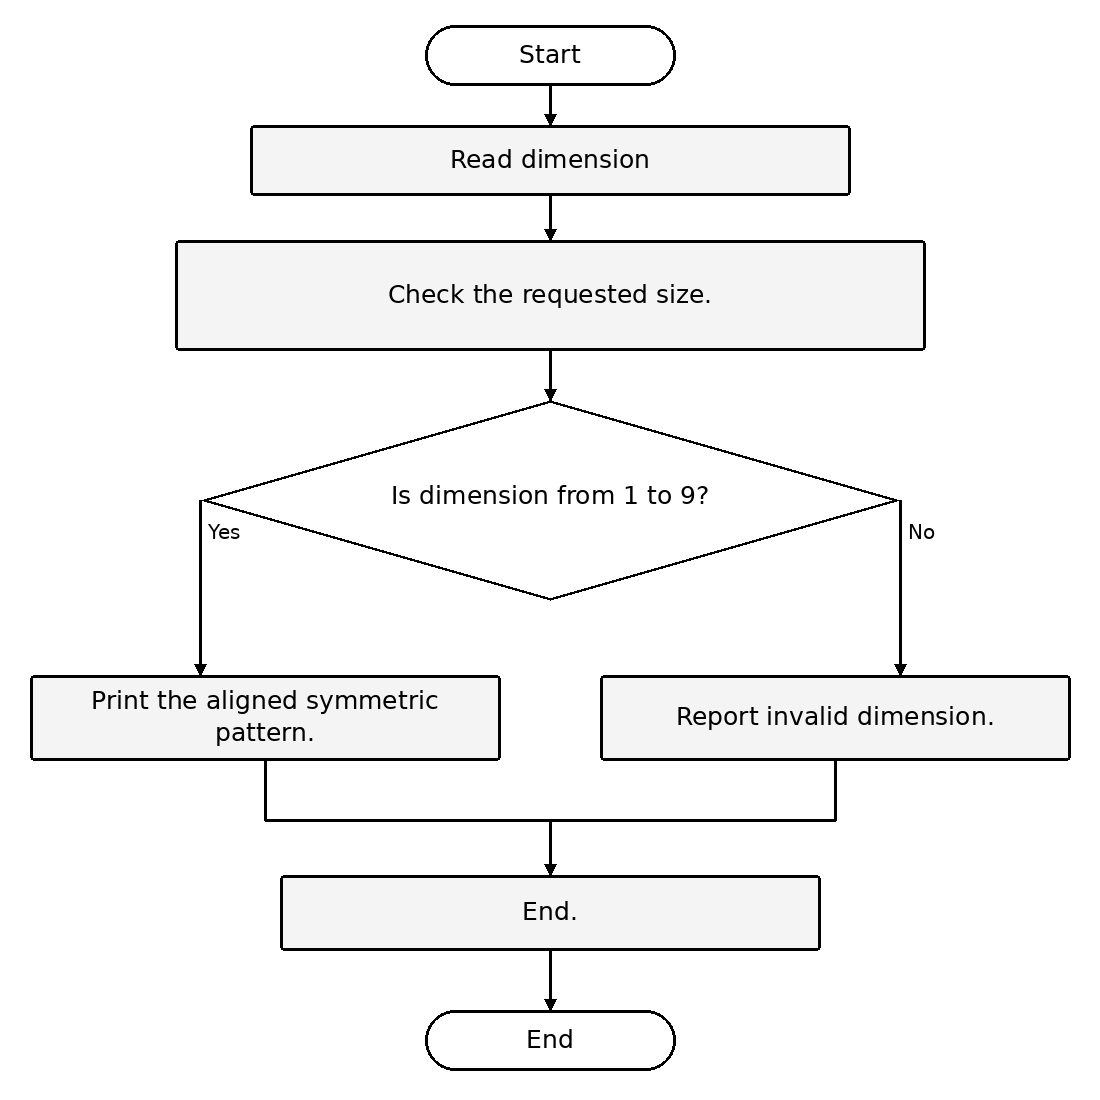 Start
Read dimension
Check the requested size.
Is dimension from 1 to 9?
Yes
No
Print the aligned symmetric
pattern.
Report invalid dimension.
End.
End